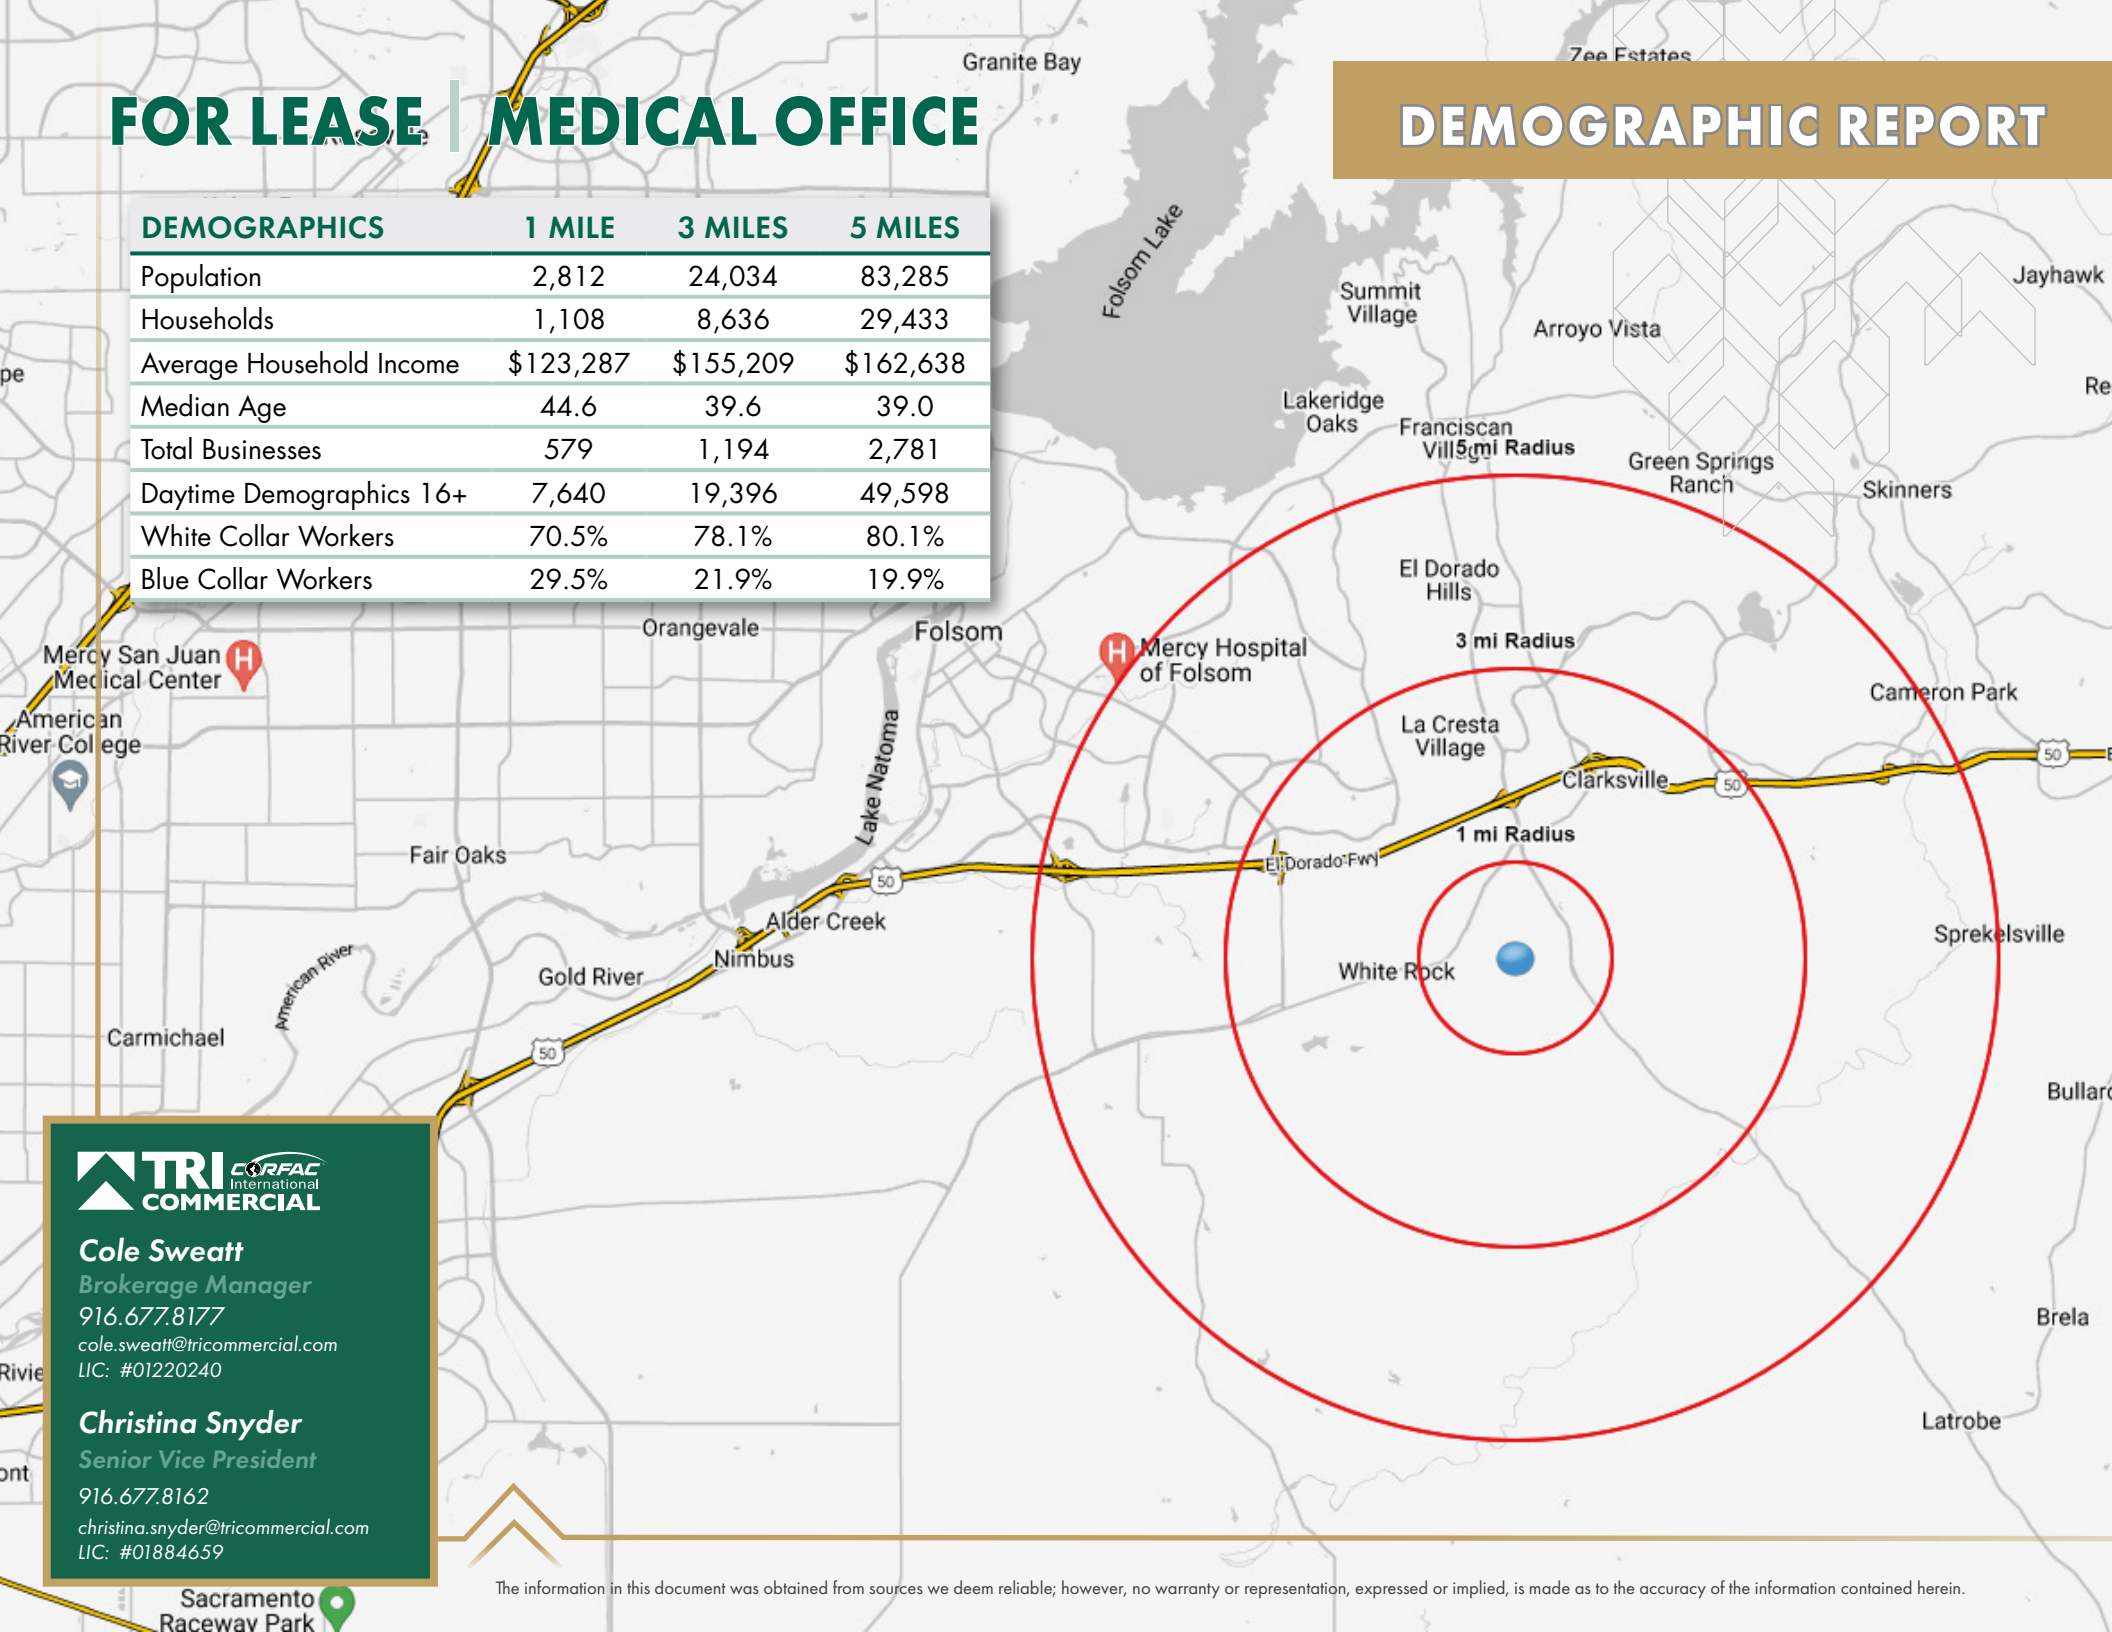 FOR LEASE | MEDICAL OFFICE
DEMOGRAPHIC REPORT
DEMOGRAPHICS 1 MILE 3 MILES 5 MILES
Population 2,812 24,034 83,285
Households 1,108 8,636 29,433
Average Household Income $123,287 $155,209 $162,638
Median Age 44.6 39.6 39.0
Total Businesses 579 1,194 2,781
Daytime Demographics 16+ 7,640 19,396 49,598
White Collar Workers 70.5% 78.1% 80.1%
Blue Collar Workers 29.5% 21.9% 19.9%
Granite Bay
Zee Estates
Folsom Lake
Summit
Village
Jayhawk
Arroyo Vista
Lakeridge
Oaks
Franciscan
Village
5 mi Radius
Green Springs
Ranch
Skinners
El Dorado
Hills
3 mi Radius
Orangevale
Folsom
Mercy Hospital
of Folsom
Mercy San Juan
Medical Center
American
River College
Cameron Park
La Cresta
Village
Clarksville
50
50
Lake Natoma
1 mi Radius
Fair Oaks
El Dorado Fwy
50
Alder Creek
Nimbus
Gold River
White Rock
Sprekelsville
American River
Carmichael
50
Brela
Latrobe
TRI CORFAC
International
COMMERCIAL
Cole Sweatt
Brokerage Manager
916.677.8177
cole.sweatt@tricommercial.com
LIC: #01220240
Christina Snyder
Senior Vice President
916.677.8162
christina.snyder@tricommercial.com
LIC: #01884659
Sacramento
Raceway Park
The information in this document was obtained from sources we deem reliable; however, no warranty or representation, expressed or implied, is made as to the accuracy of the information contained herein.